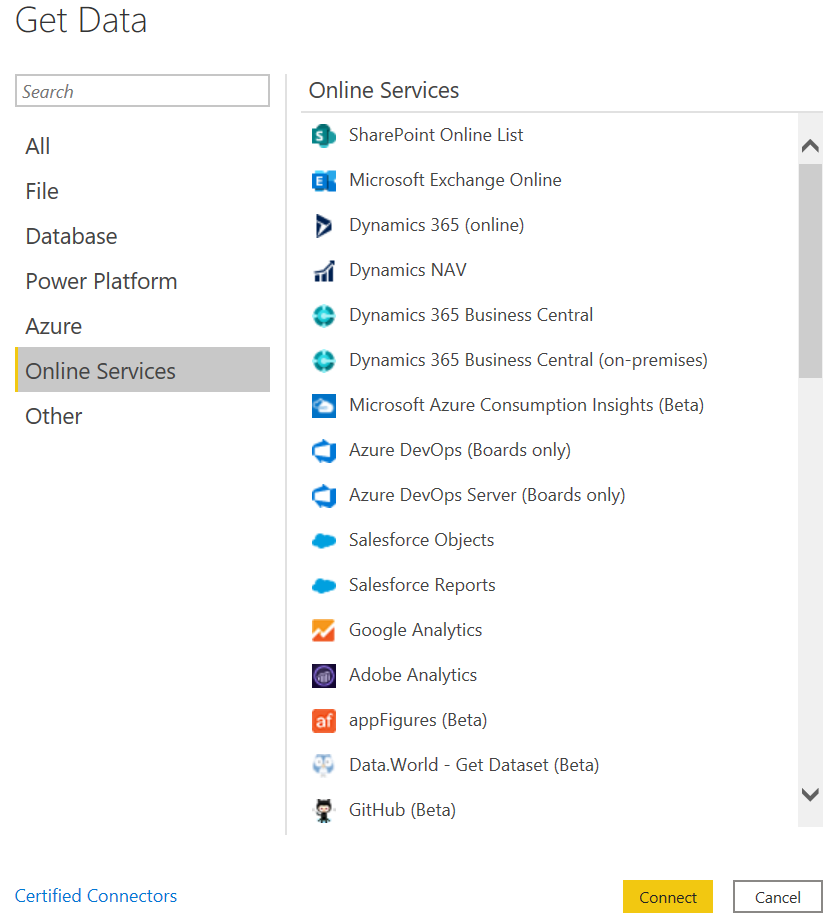 Get Data
Search
All
File
Database
Power Platform
Azure
Online Services
Other
Online Services
SharePoint Online List
Microsoft Exchange Online
Dynamics 365 (online)
Dynamics NAV
Dynamics 365 Business Central
Dynamics 365 Business Central (on-premises)
Microsoft Azure Consumption Insights (Beta)
Azure DevOps (Boards only)
Azure DevOps Server (Boards only)
Salesforce Objects
Salesforce Reports
Google Analytics
Adobe Analytics
af appFigures (Beta)
Data.World - Get Dataset (Beta)
GitHub (Beta)
Certified Connectors
Connect
Cancel